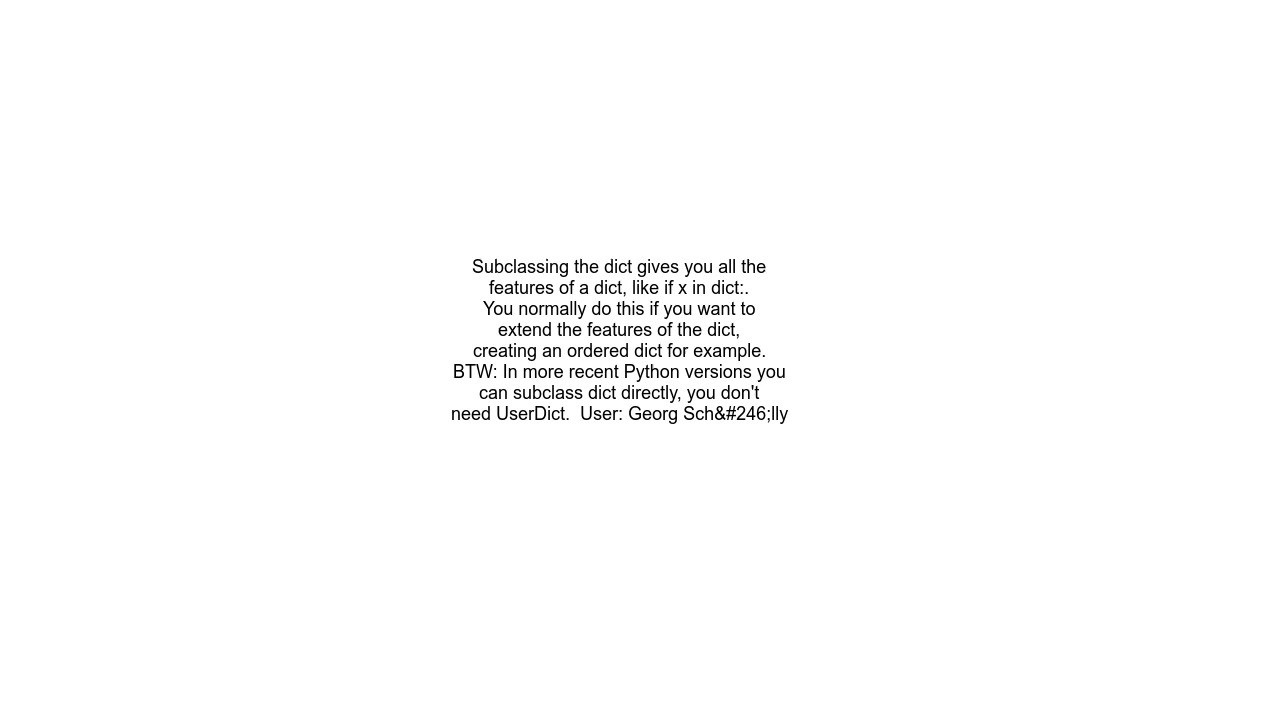 Subclassing the dict gives you all the
features of a dict, like if x in dict:.
You normally do this if you want to
extend the features of the dict,
creating an ordered dict for example.
BTW: In more recent Python versions you
can subclass dict directly, you don't
need UserDict.  User: Georg Sch&#246;lly